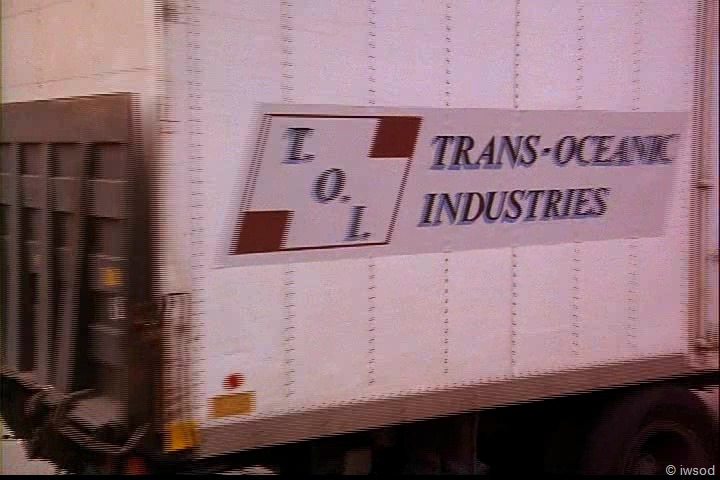 T.
O.
I.
TRANS-OCEANIC
INDUSTRIES
© iwsod